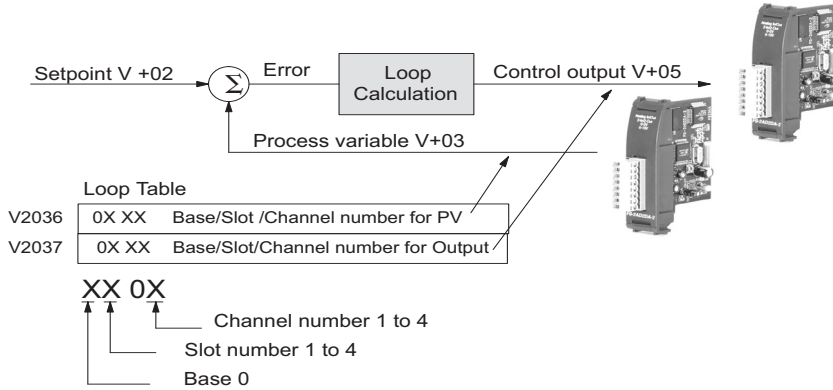 Setpoint V +02
Σ
Error
Loop
Calculation
Control output V+05
Process variable V+03
Loop Table
V2036 0X XX Base/Slot /Channel number for PV
V2037 0X XX Base/Slot/Channel number for Output
XX 0X
Channel number 1 to 4
Slot number 1 to 4
Base 0